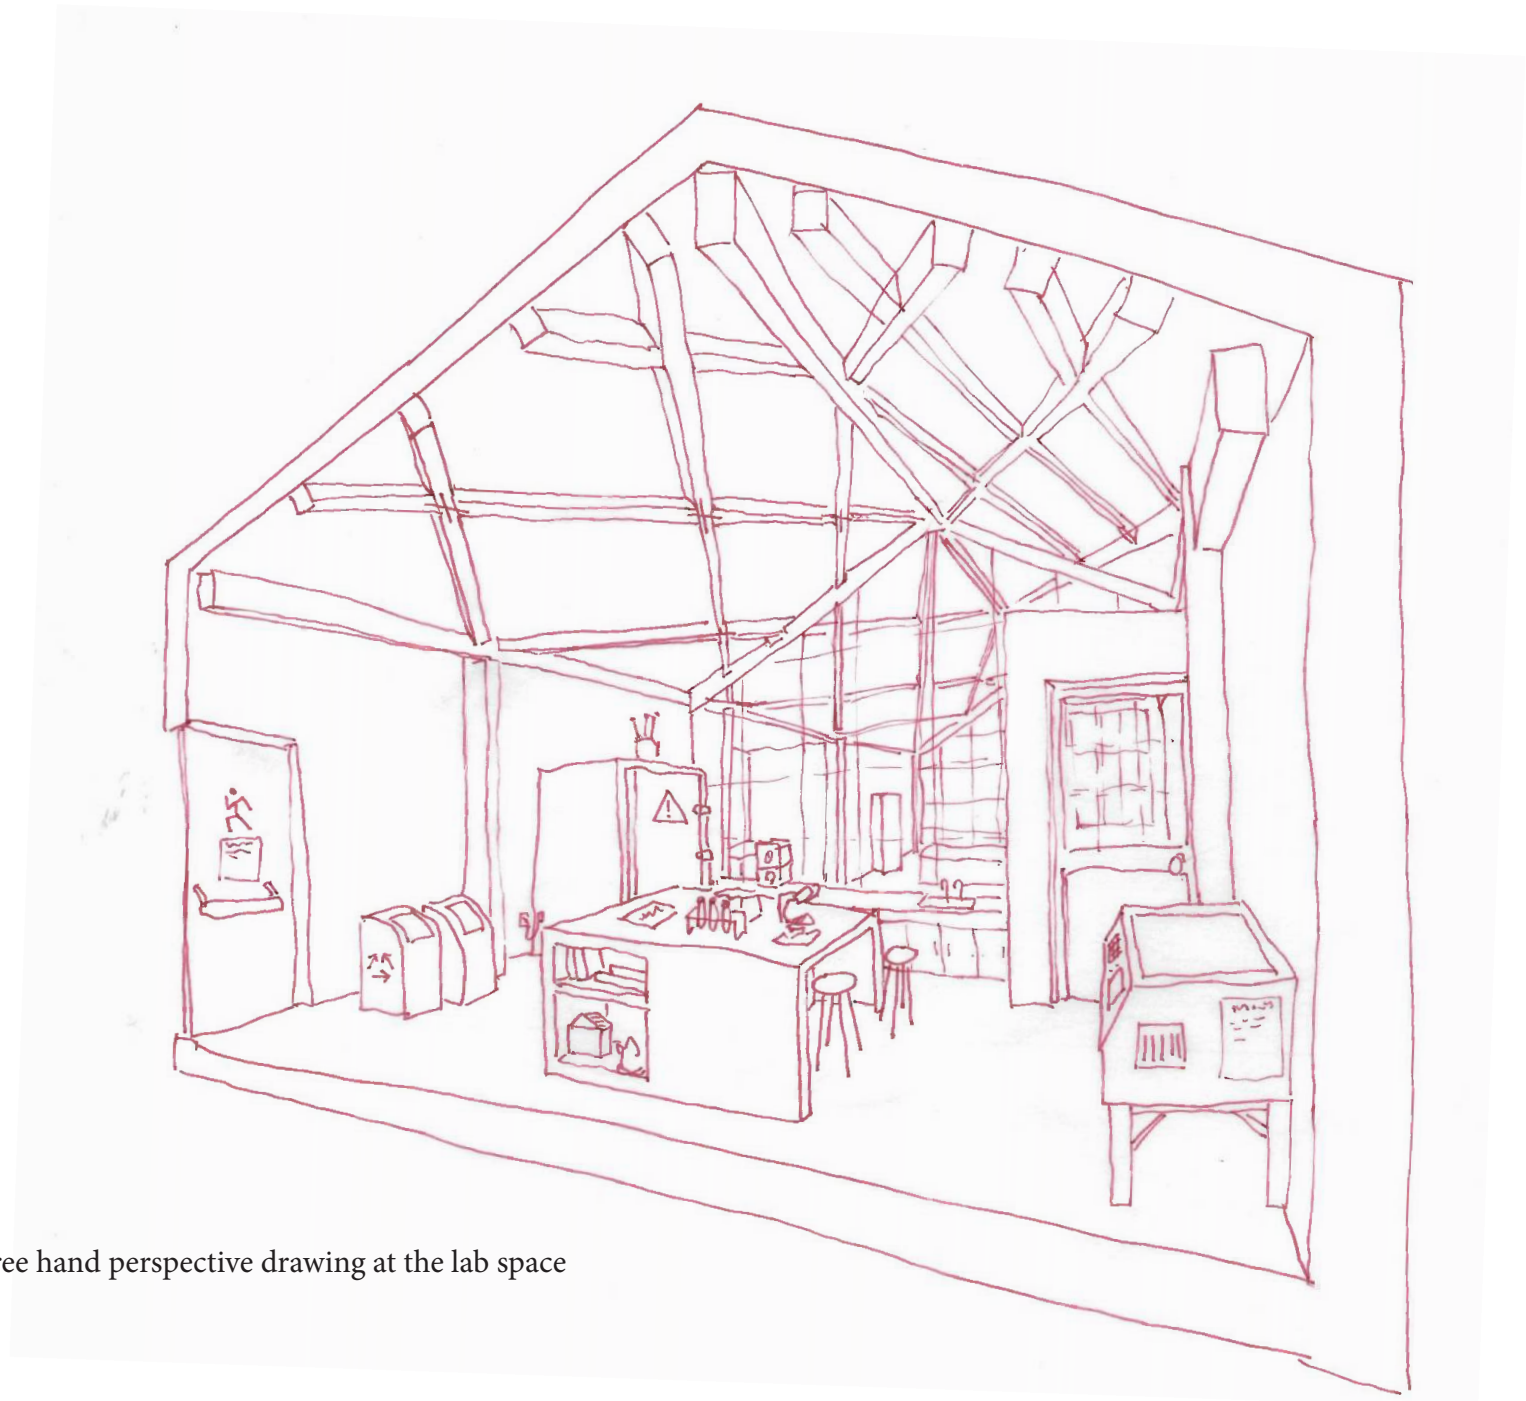 ree hand perspective drawing at the lab space